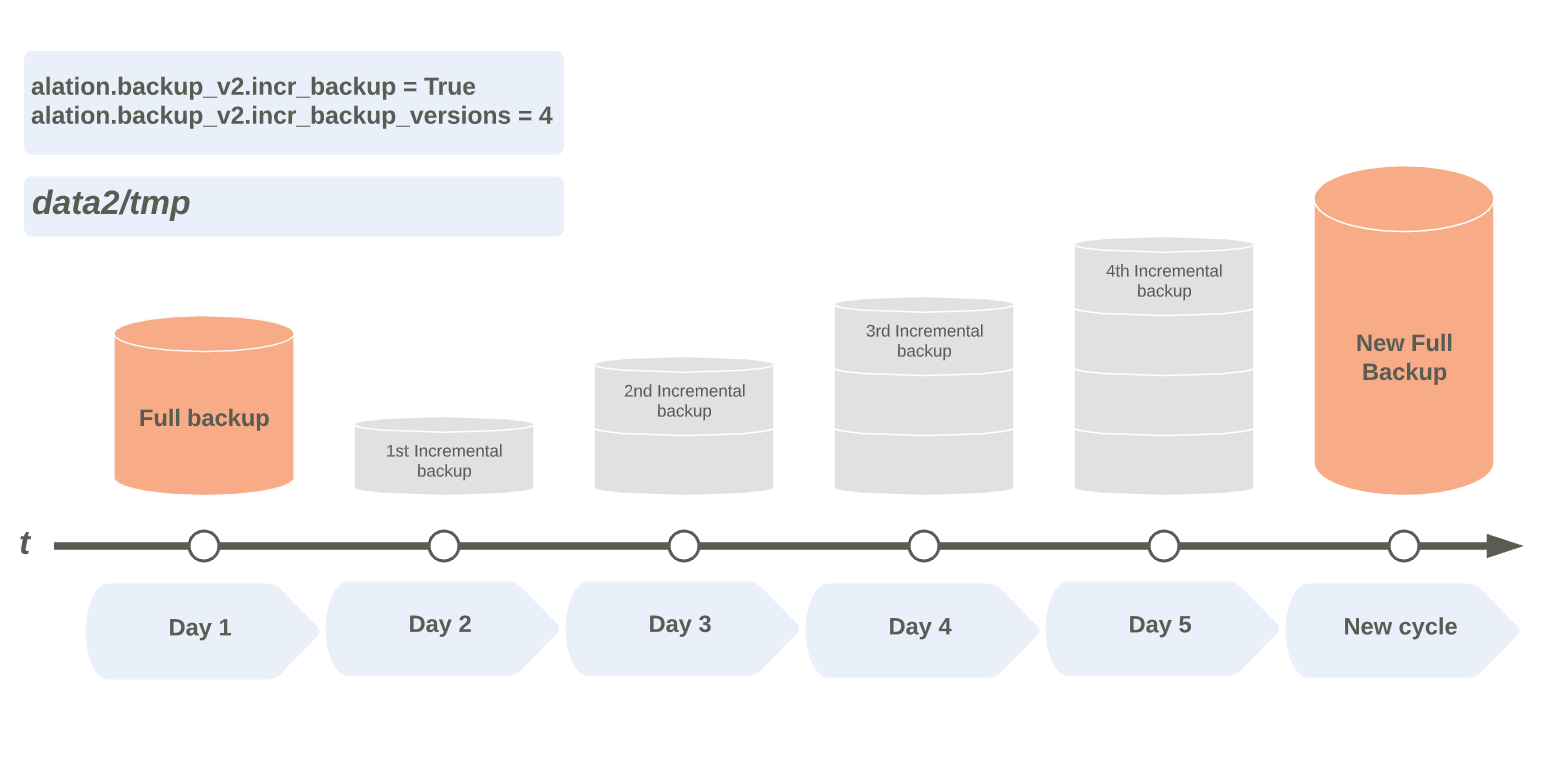 alation.backup_v2.incr_backup = True
alation.backup_v2.incr_backup_versions = 4
data2/tmp
Full backup
1st Incremental
backup
2nd Incremental
backup
3rd Incremental
backup
4th Incremental
backup
New Full
Backup
t
Day 1
Day 2
Day 3
Day 4
Day 5
New cycle